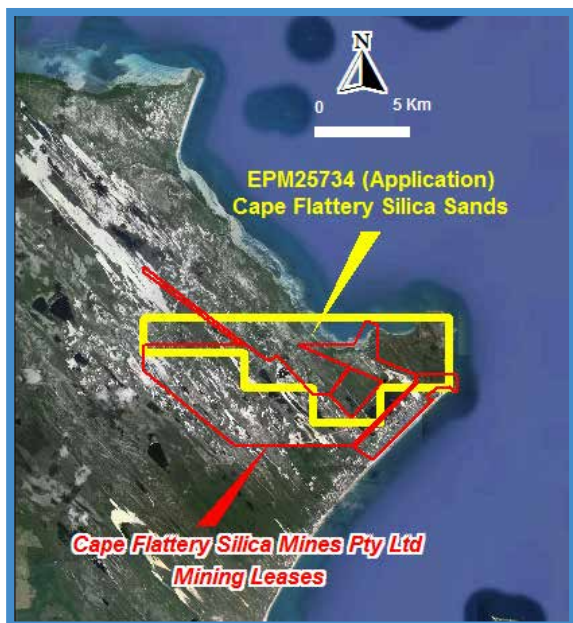 N
0 5 Km
EPM25734 (Application)
Cape Flattery Silica Sands
Cape Flattery Silica Mines Pty Ltd
Mining Leases